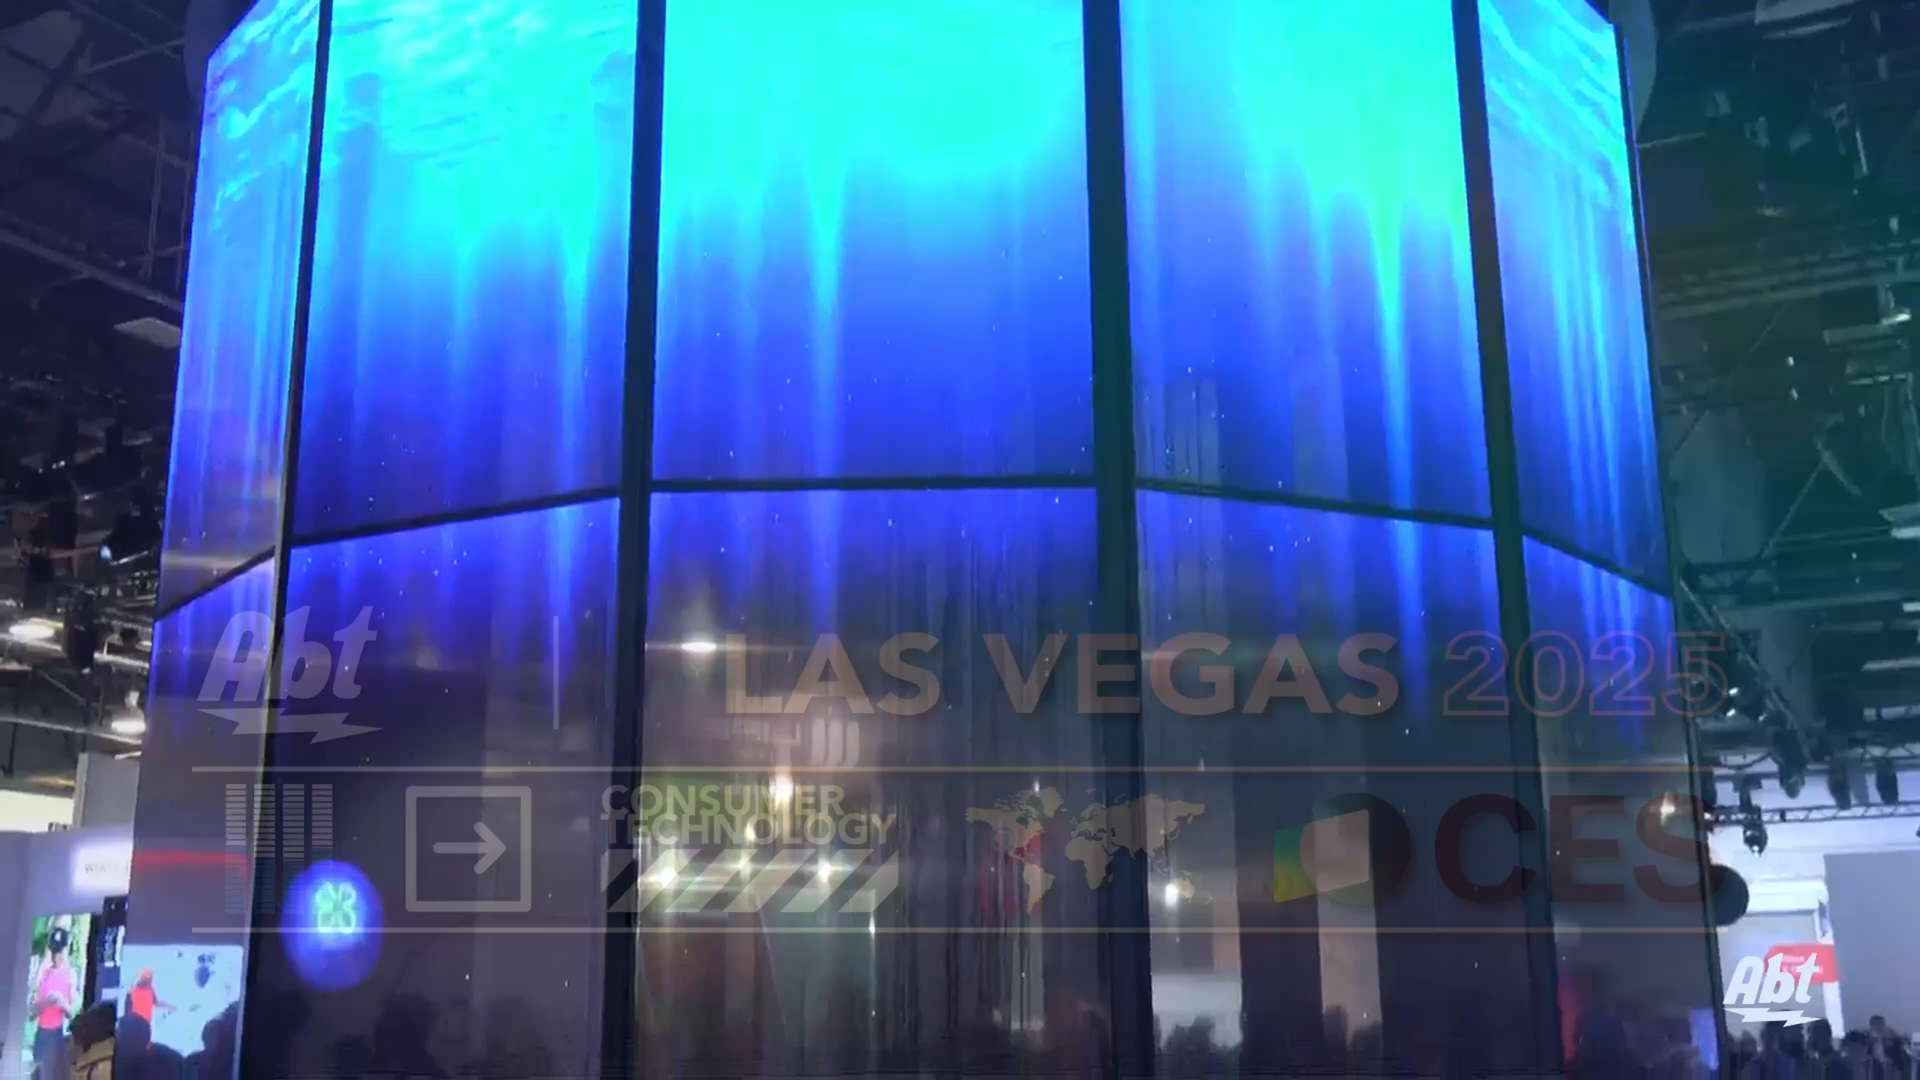 Abt
LAS VEGAS 2025
CONSUMER
TECHNOLOGY
CES
Abt